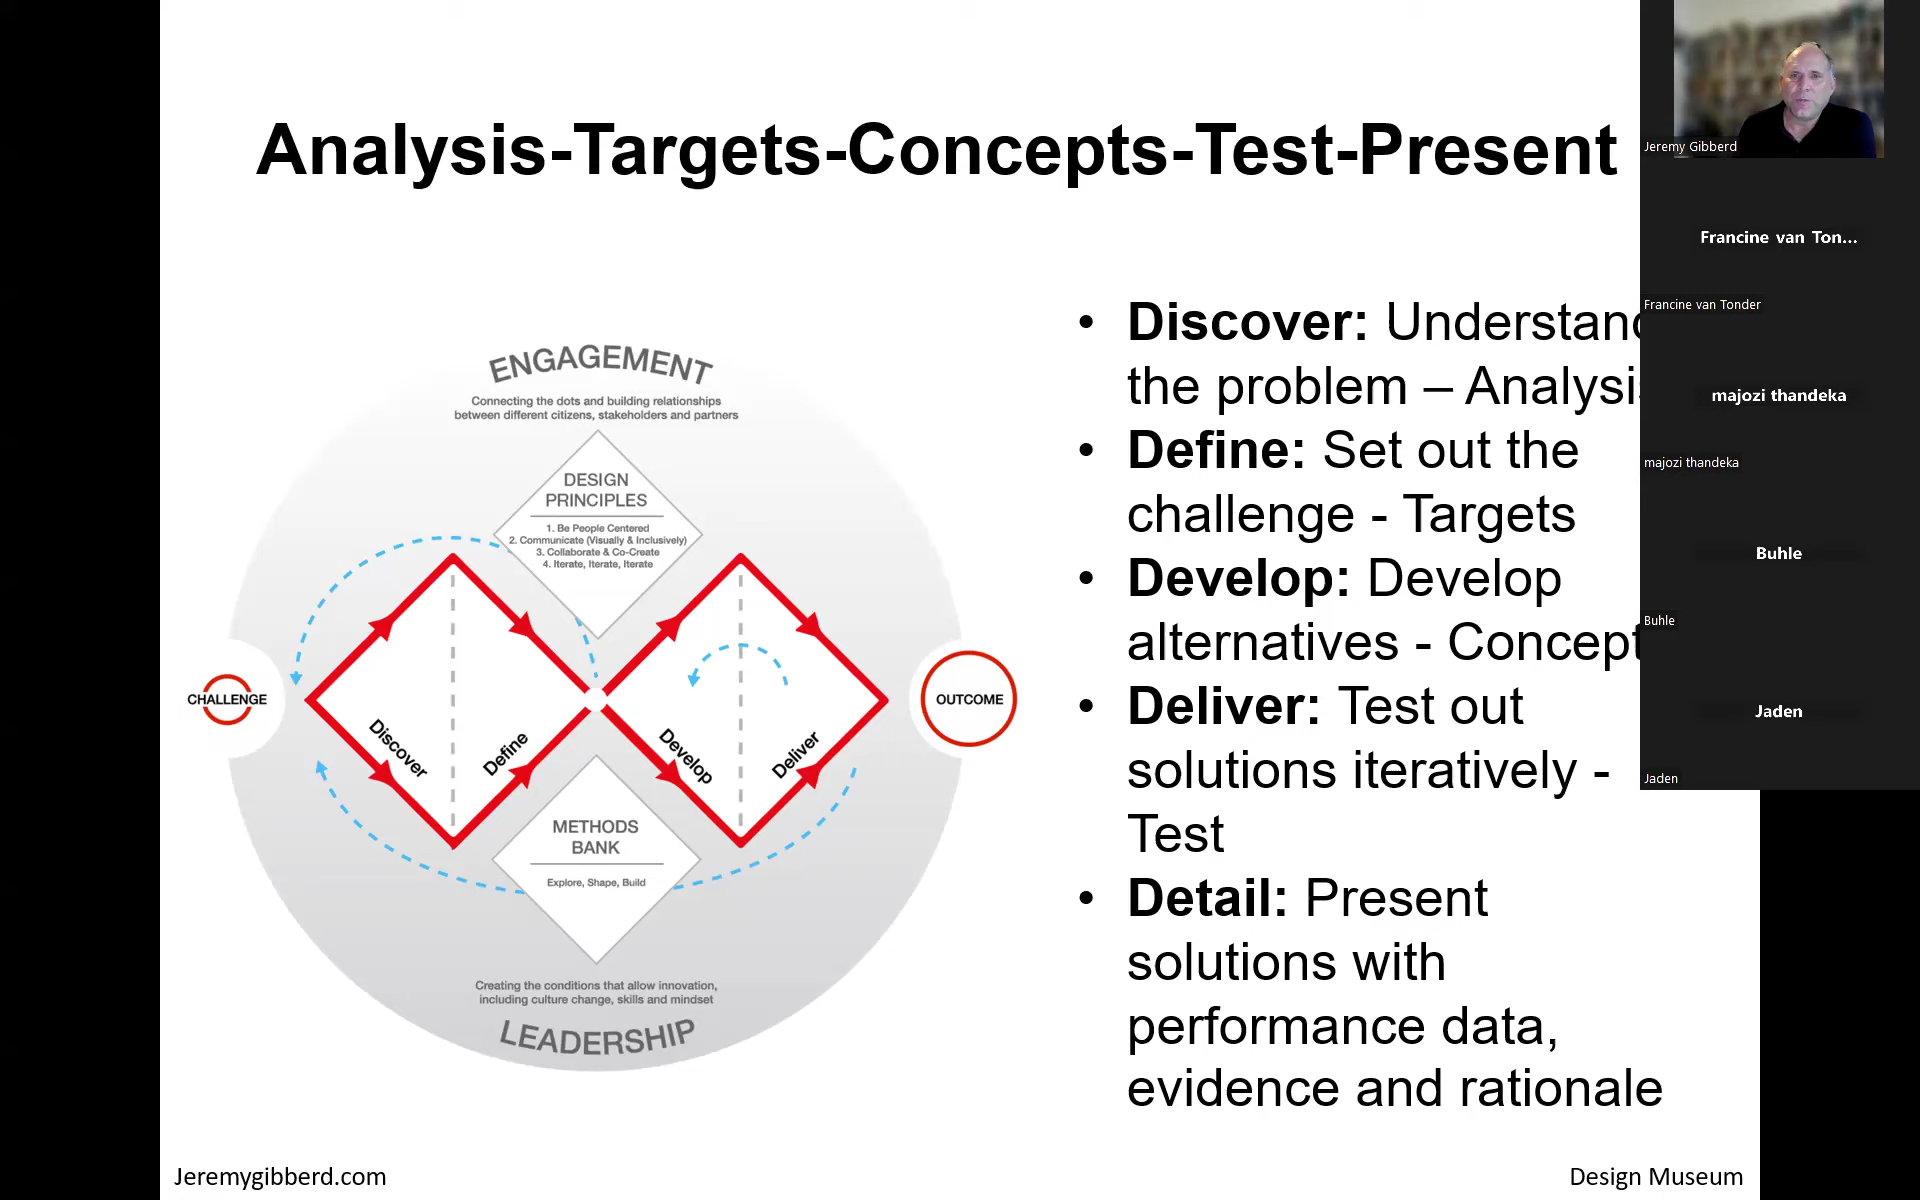 Analysis-Targets-Concepts-Test-Present
ENGAGEMENT
Connecting the dots and building relationships
between different citizens, stakeholders and partners
DESIGN
PRINCIPLES
1. Be People Centered
2. Communicate (Visually & Inclusively)
3. Collaborate & Co-Create
4. Iterate, Iterate, Iterate
CHALLENGE
Discover
Define
Develop
Deliver
OUTCOME
METHODS
BANK
Explore, Shape, Build
Creating the conditions that allow innovation,
including culture change, skills and mindset
LEADERSHIP
• Discover: Understand
the problem – Analysis
• Define: Set out the
challenge - Targets
• Develop: Develop
alternatives - Concept
• Deliver: Test out
solutions iteratively -
Test
• Detail: Present
solutions with
performance data,
evidence and rationale
Jeremygibberd.com
Design Museum
Jeremy Gibberd
Francine van Ton...
Francine van Tonder
majozi thandeka
majozi thandeka
Buhle
Buhle
Jaden
Jaden